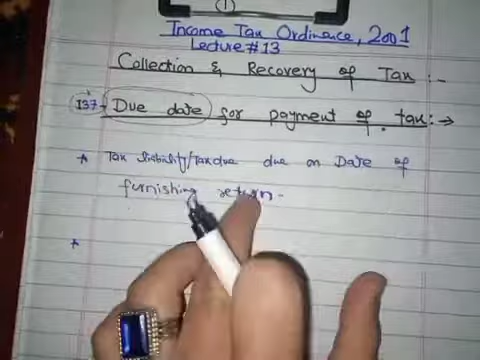 (1)
Income Tax Ordinence, 2001
Lecture #13
Collection & Recovery of Tax :-
137- Due date for payment of tax :→
* Tax liability/Tax due due on Date of
furnishing return -
*